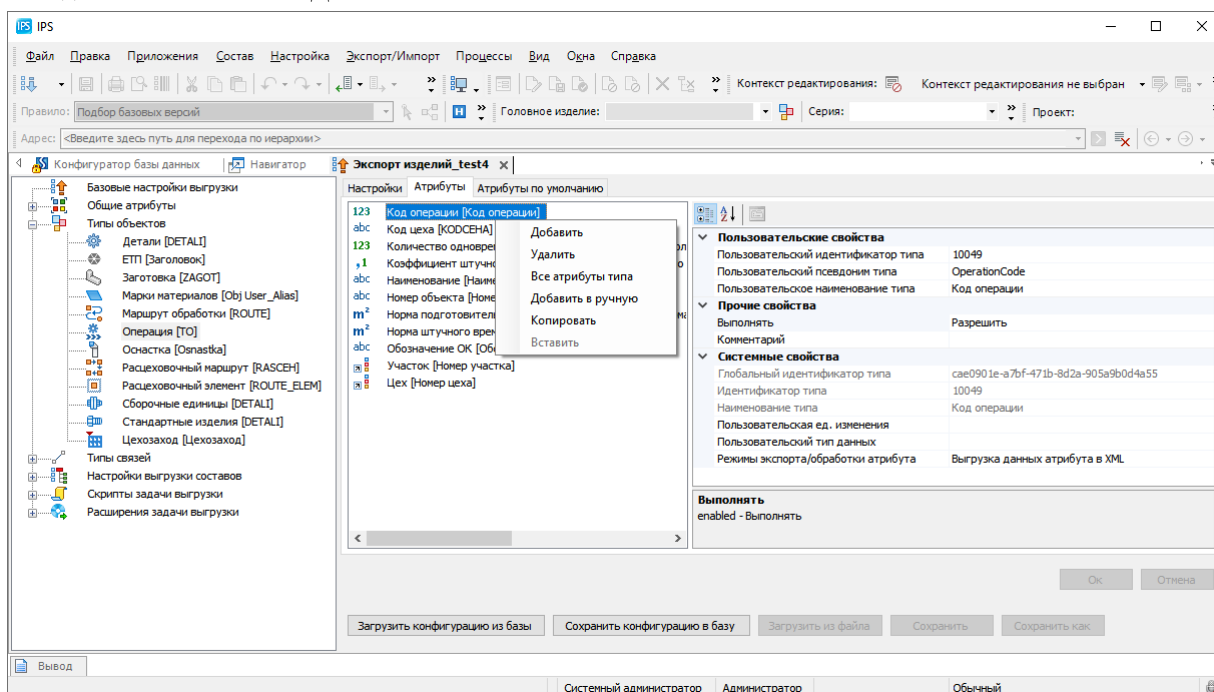 IPS
Файл Правка Приложения Состав Настройка Экспорт/Импорт Процессы Вид Окна Справка
Контекст редактирования: Контекст редактирования не выбран
Правило: Подбор базовых версий Головное изделие: Серия: Проект:
Адрес: <Введите здесь путь для перехода по иерархии>
Конфигуратор базы данных Навигатор Экспорт изделий_test4
Базовые настройки выгрузки
Общие атрибуты
Типы объектов
Детали [DETALI]
ЕТП [Заголовок]
Заготовка [ZAGOT]
Марки материалов [Obj User_Alias]
Маршрут обработки [ROUTE]
Операция [TO]
Оснастка [Osnastka]
Расцеховочный маршрут [RASCEH]
Расцеховочный элемент [ROUTE_ELEM]
Сборочные единицы [DETALI]
Стандартные изделия [DETALI]
Цехозаход [Цехозаход]
Типы связей
Настройки выгрузки составов
Скрипты задачи выгрузки
Расширения задачи выгрузки
Настройки Атрибуты Атрибуты по умолчанию
123 Код операции [Код операции]
abc Код цеха [KODCEHA]
123 Количество одноврем
,1 Коэффициент штучно
abc Наименование [Наиме
abc Номер объекта [Номе
m² Норма подготовител
m² Норма штучного врем
abc Обозначение ОК [Обо
Участок [Номер участка]
Цех [Номер цеха]
Добавить
Удалить
Все атрибуты типа
Добавить в ручную
Копировать
Вставить
Пользовательские свойства
Пользовательский идентификатор типа 10049
Пользовательский псевдоним типа OperationCode
Пользовательское наименование типа Код операции
Прочие свойства
Выполнять Разрешить
Комментарий
Системные свойства
Глобальный идентификатор типа cae0901e-a7bf-471b-8d2a-905a9b0d4a55
Идентификатор типа 10049
Наименование типа Код операции
Пользовательская ед. изменения
Пользовательский тип данных
Режимы экспорта/обработки атрибута Выгрузка данных атрибута в XML
Выполнять
enabled - Выполнять
Ок Отмена
Загрузить конфигурацию из базы Сохранить конфигурацию в базу Загрузить из файла Сохранить Сохранить как
Вывод
Системный администратор Администратор Обычный